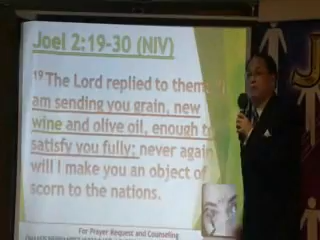 Joel 2:19-30 (NIV)
19 The Lord replied to them
am sending you grain, new
wine and olive oil, enough t
satisfy you fully; never again
will I make you an object of
scorn to the nations.
For Prayer Request and Counseling